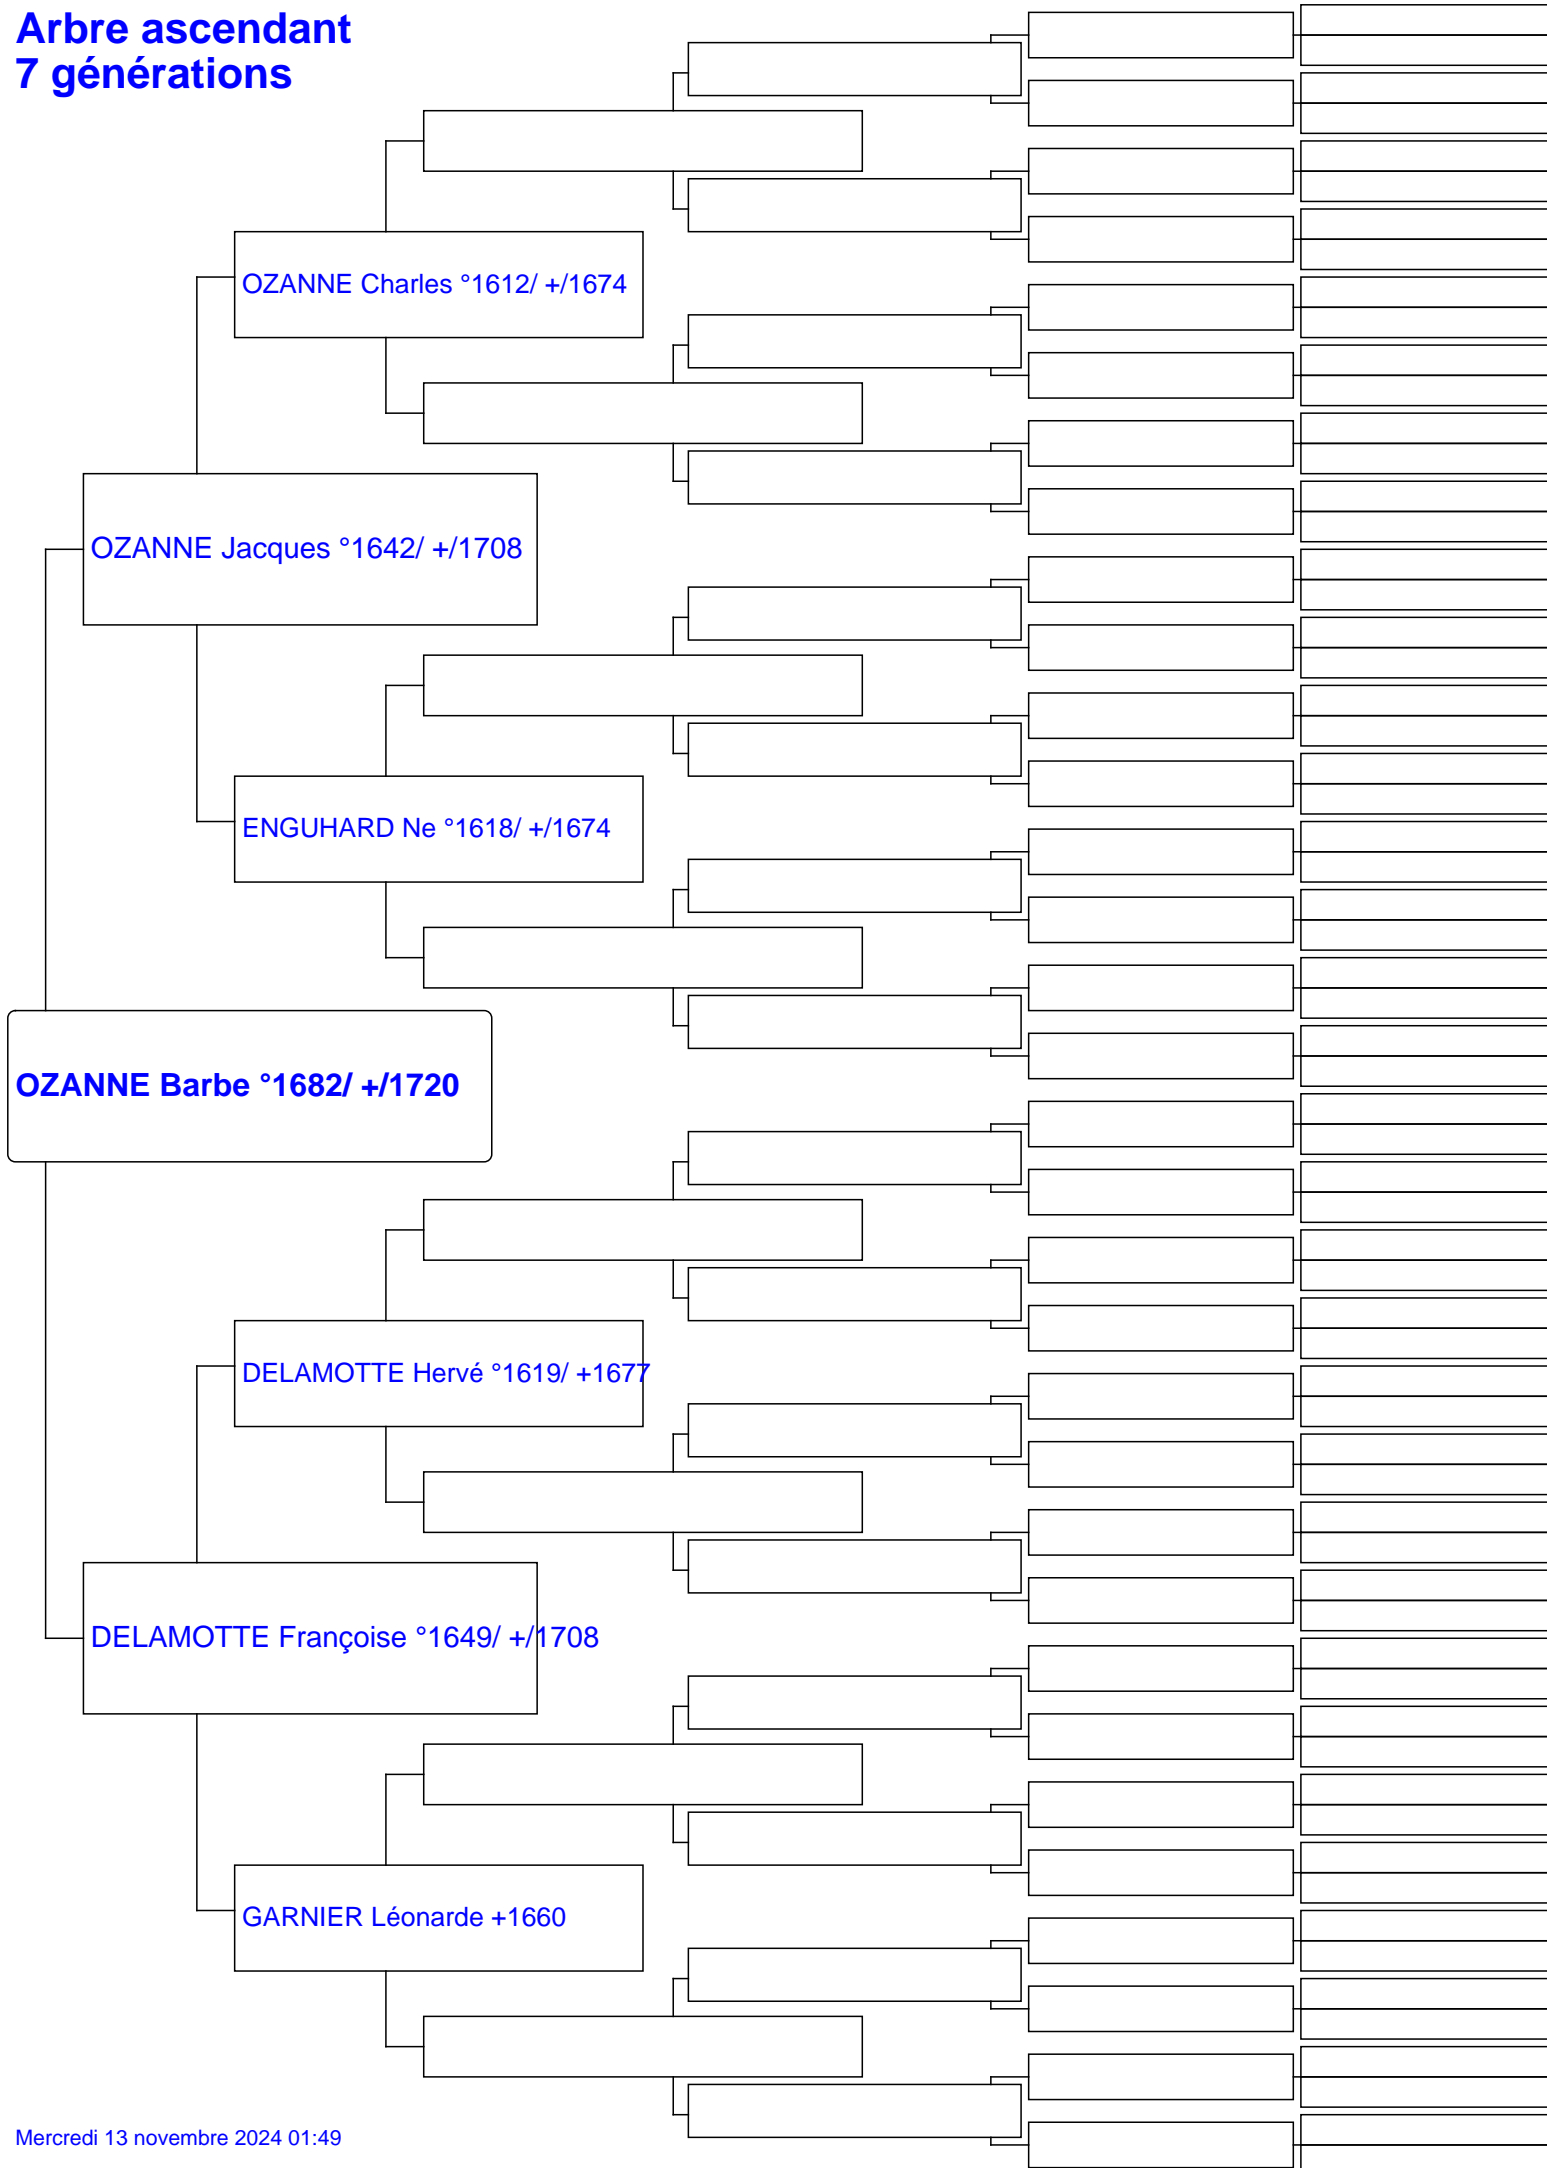 Arbre ascendant
7 générations
OZANNE Charles °1612/ +/1674
OZANNE Jacques °1642/ +/1708
ENGUHARD Ne °1618/ +/1674
OZANNE Barbe °1682/ +/1720
DELAMOTTE Hervé °1619/ +1677
DELAMOTTE Françoise °1649/ +/1708
GARNIER Léonarde +1660
Mercredi 13 novembre 2024 01:49